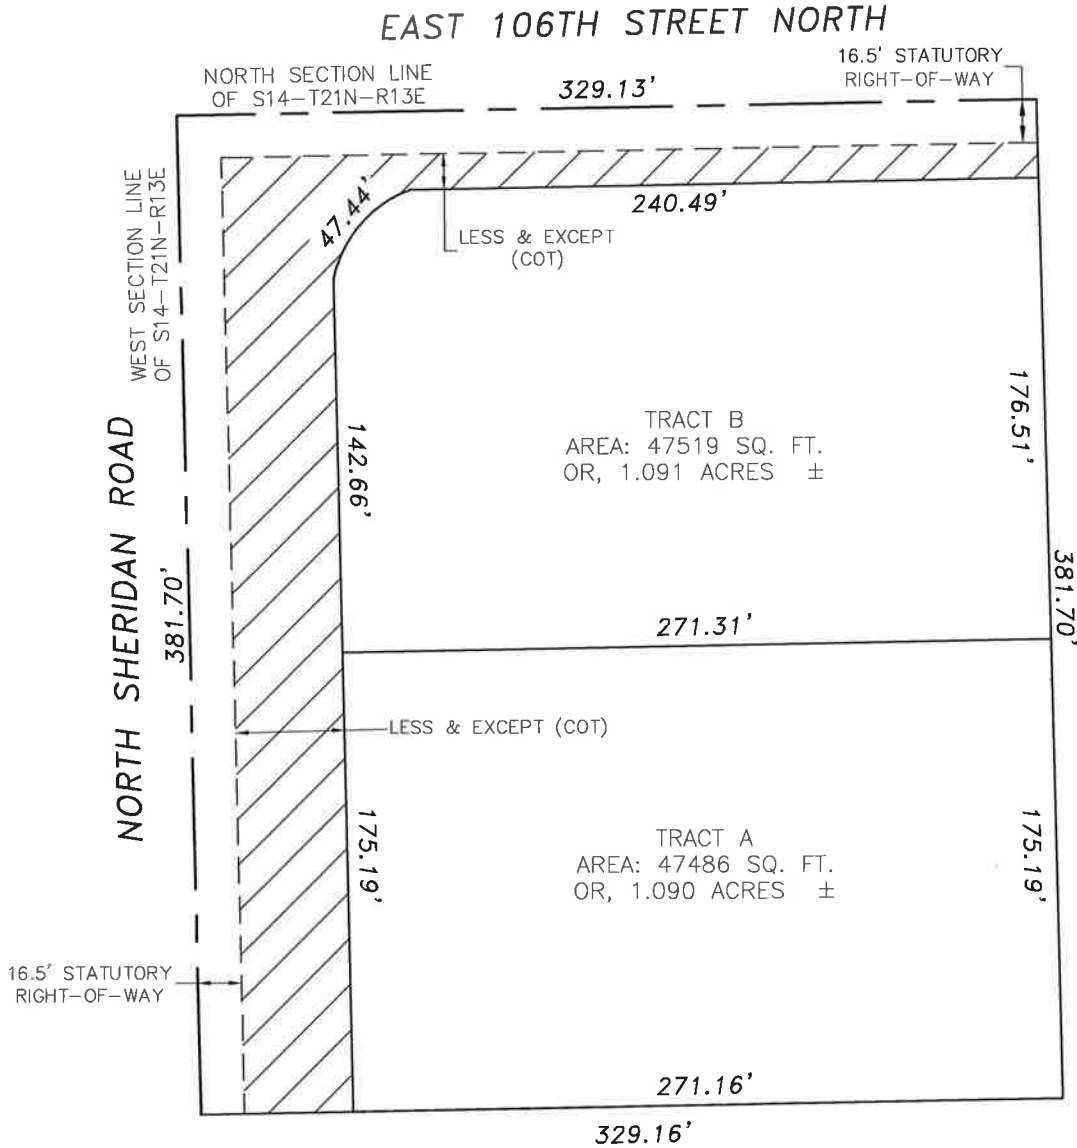 EAST 106TH STREET NORTH
NORTH SECTION LINE
OF S14-T21N-R13E
329.13'
16.5' STATUTORY
RIGHT-OF-WAY
WEST SECTION LINE
OF S14-T21N-R13E
47.44'
240.49'
LESS & EXCEPT
(COT)
NORTH SHERIDAN ROAD
381.70'
142.66'
TRACT B
AREA: 47519 SQ. FT.
OR, 1.091 ACRES ±
176.51'
381.70'
271.31'
LESS & EXCEPT (COT)
175.19'
TRACT A
AREA: 47486 SQ. FT.
OR, 1.090 ACRES ±
175.19'
16.5' STATUTORY
RIGHT-OF-WAY
271.16'
329.16'